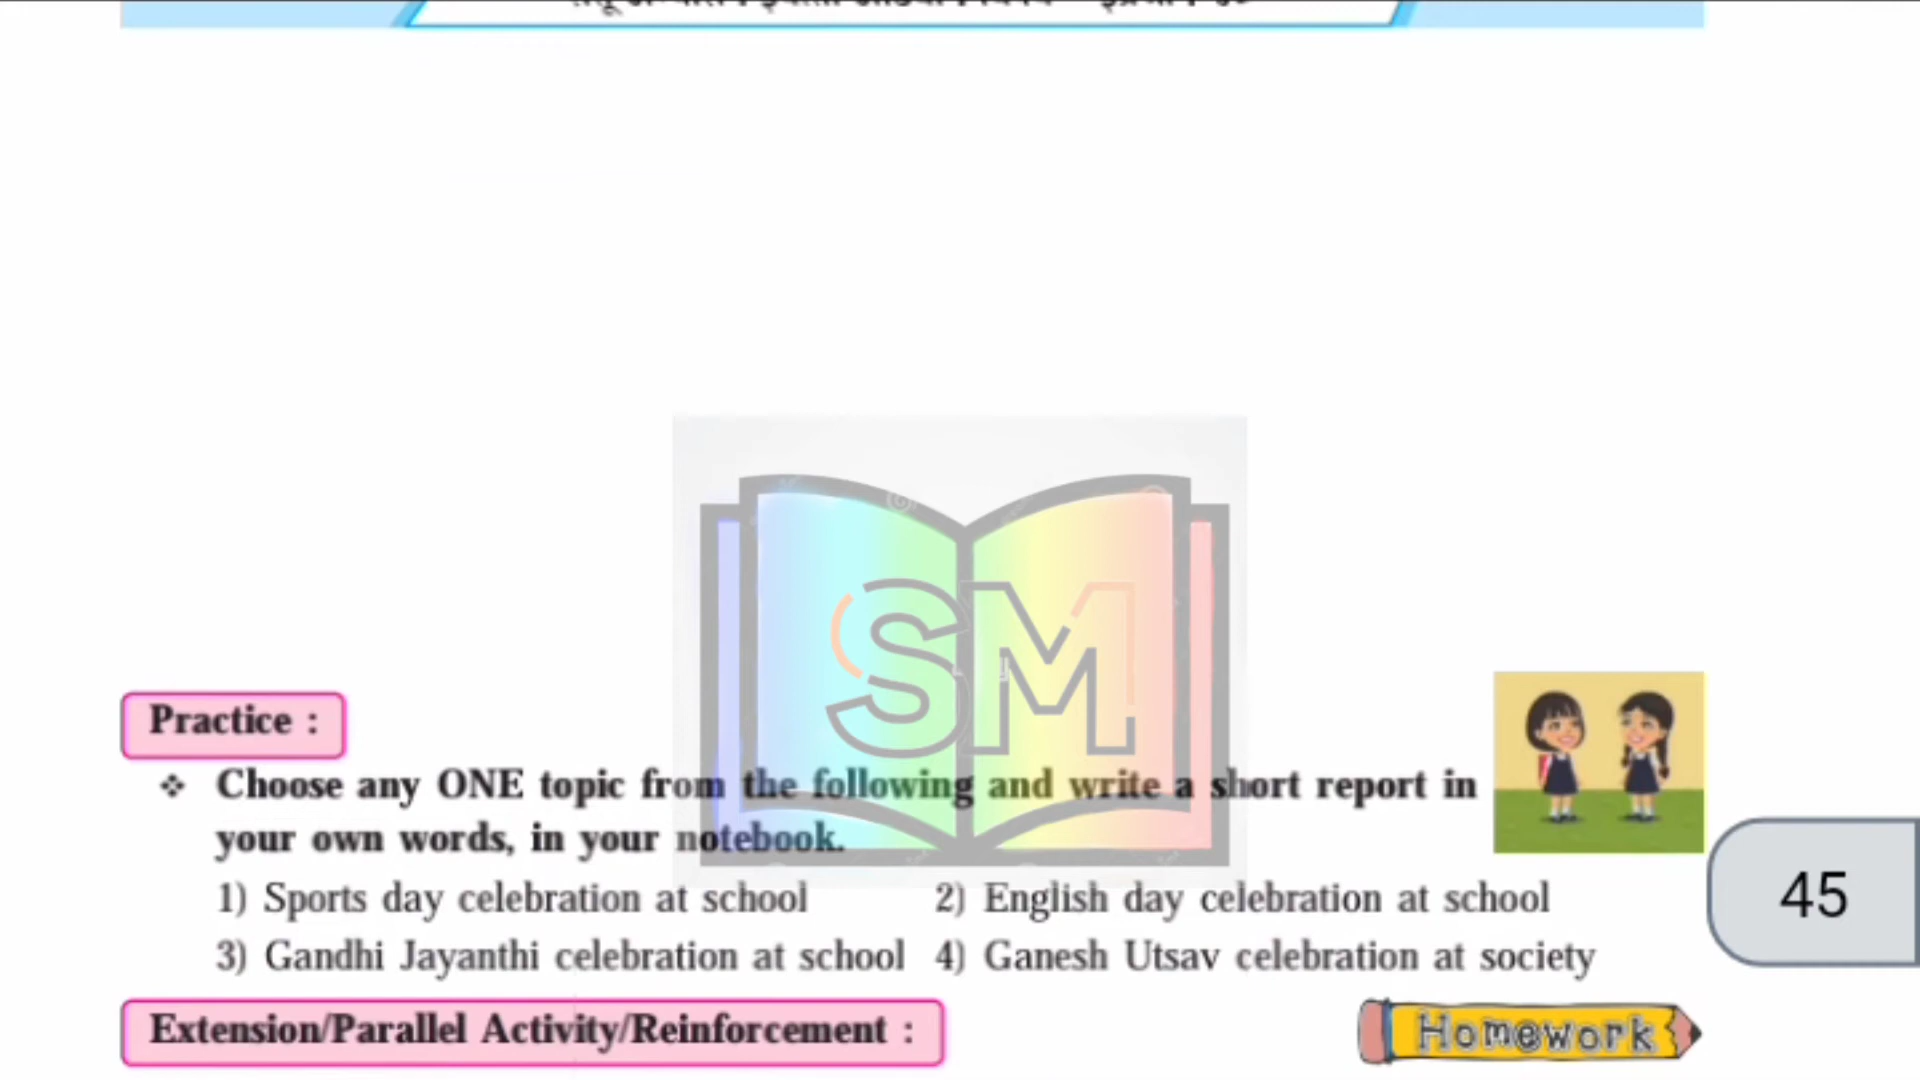 Practice :
❖ Choose any ONE topic from the following and write a short report in
your own words, in your notebook.
1) Sports day celebration at school 2) English day celebration at school
3) Gandhi Jayanthi celebration at school 4) Ganesh Utsav celebration at society
Extension/Parallel Activity/Reinforcement :
Homework
45
SM